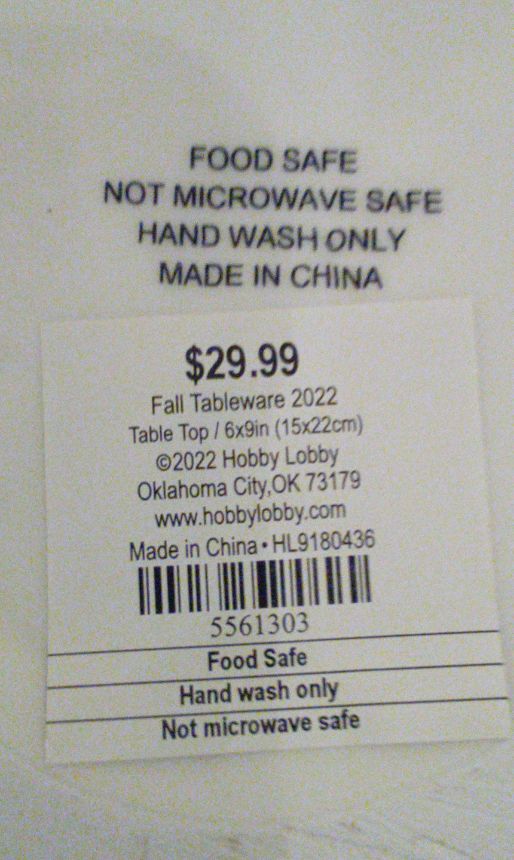 FOOD SAFE
NOT MICROWAVE SAFE
HAND WASH ONLY
MADE IN CHINA
$29.99
Fall Tableware 2022
Table Top / 6x9in (15x22cm)
©2022 Hobby Lobby
Oklahoma City,OK 73179
www.hobbylobby.com
Made in China • HL9180436
5561303
Food Safe
Hand wash only
Not microwave safe